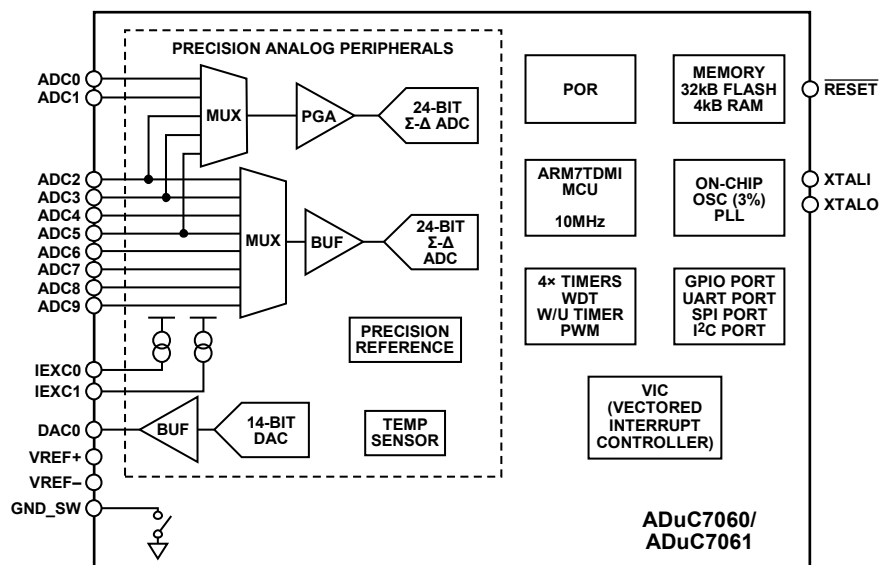 PRECISION ANALOG PERIPHERALS
ADC0
ADC1
MUX
PGA
24-BIT
Σ-Δ ADC
ADC2
ADC3
ADC4
ADC5
ADC6
ADC7
ADC8
ADC9
MUX
BUF
24-BIT
Σ-Δ
ADC
PRECISION
REFERENCE
IEXC0
IEXC1
DAC0
BUF
14-BIT
DAC
TEMP
SENSOR
VREF+
VREF–
GND_SW
POR
MEMORY
32kB FLASH
4kB RAM
RESET
ARM7TDMI
MCU
10MHz
ON-CHIP
OSC (3%)
PLL
XTALI
XTALO
4× TIMERS
WDT
W/U TIMER
PWM
GPIO PORT
UART PORT
SPI PORT
I²C PORT
VIC
(VECTORED
INTERRUPT
CONTROLLER)
ADuC7060/
ADuC7061